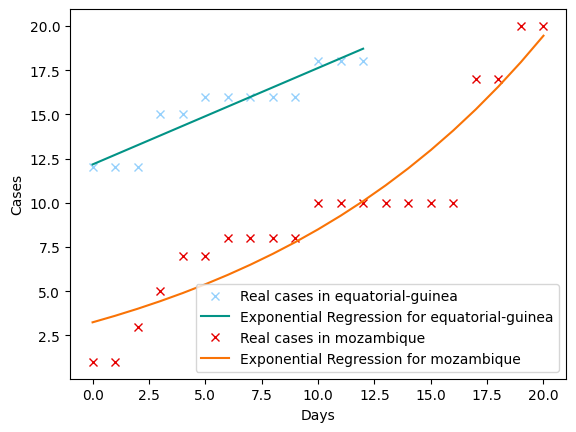 20.0
17.5
15.0
12.5
10.0
7.5
5.0
2.5
Cases
Real cases in equatorial-guinea
Exponential Regression for equatorial-guinea
Real cases in mozambique
Exponential Regression for mozambique
0.0 2.5 5.0 7.5 10.0 12.5 15.0 17.5 20.0
Days